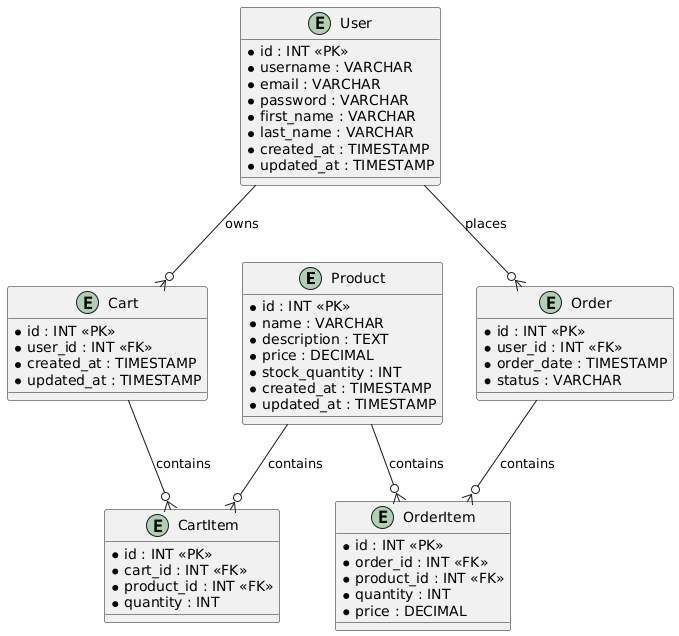 E User
* id : INT «PK»
* username : VARCHAR
* email : VARCHAR
* password : VARCHAR
* first_name : VARCHAR
* last_name : VARCHAR
* created_at : TIMESTAMP
* updated_at : TIMESTAMP
owns
places
E Cart
* id : INT «PK»
* user_id : INT «FK»
* created_at : TIMESTAMP
* updated_at : TIMESTAMP
E Product
* id : INT «PK»
* name : VARCHAR
* description : TEXT
* price : DECIMAL
* stock_quantity : INT
* created_at : TIMESTAMP
* updated_at : TIMESTAMP
E Order
* id : INT «PK»
* user_id : INT «FK»
* order_date : TIMESTAMP
* status : VARCHAR
contains
contains
contains
contains
E CartItem
* id : INT «PK»
* cart_id : INT «FK»
* product_id : INT «FK»
* quantity : INT
E OrderItem
* id : INT «PK»
* order_id : INT «FK»
* product_id : INT «FK»
* quantity : INT
* price : DECIMAL